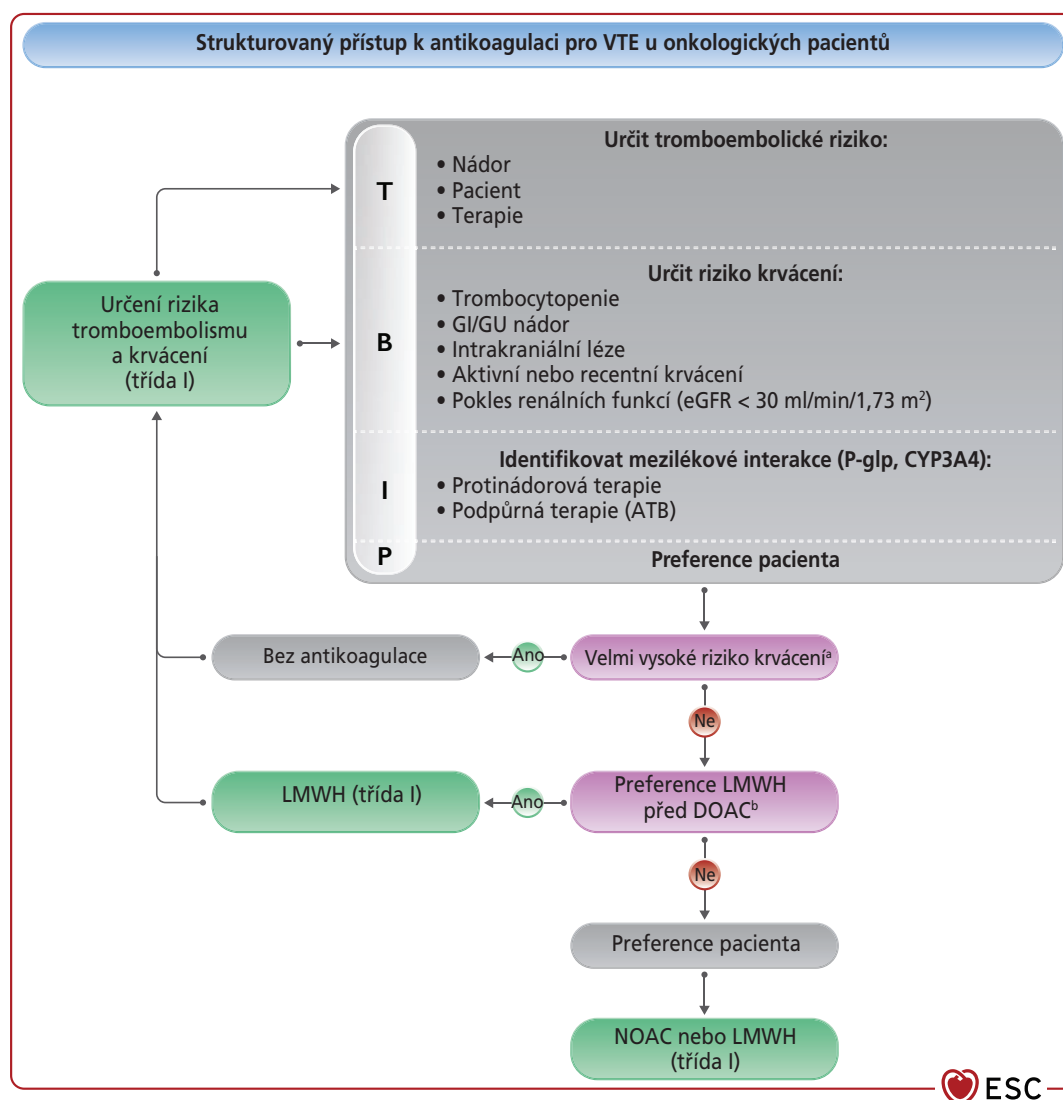 Strukturovaný přístup k antikoagulaci pro VTE u onkologických pacientů
Určení rizika
tromboembolismu
a krvácení
(třída I)
T
Určit tromboembolické riziko:
• Nádor
• Pacient
• Terapie
B
Určit riziko krvácení:
• Trombocytopenie
• GI/GU nádor
• Intrakraniální léze
• Aktivní nebo recentní krvácení
• Pokles renálních funkcí (eGFR < 30 ml/min/1,73 m²)
I
Identifikovat mezilékové interakce (P-glp, CYP3A4):
• Protinádorová terapie
• Podpůrná terapie (ATB)
P
Preference pacienta
Bez antikoagulace
Ano
Velmi vysoké riziko krváceníᵃ
Ne
LMWH (třída I)
Ano
Preference LMWH
před DOACᵇ
Ne
Preference pacienta
NOAC nebo LMWH
(třída I)
ESC